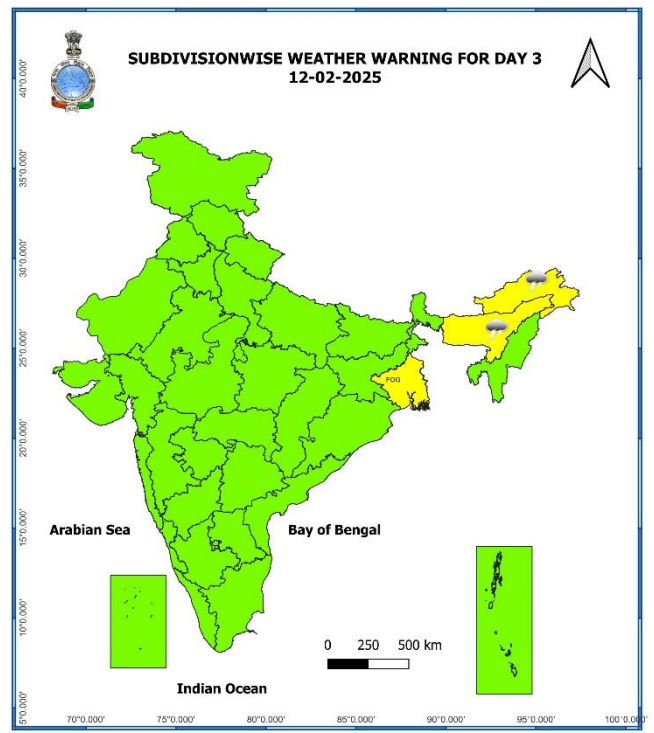 SUBDIVISIONWISE WEATHER WARNING FOR DAY 3
12-02-2025
40°0.000'
35°0.000'
30°0.000'
25°0.000'
FOG
20°0.000'
15°0.000'
Arabian Sea
Bay of Bengal
10°0.000'
0 250 500 km
Indian Ocean
5°0.000'
70°0.000' 75°0.000' 80°0.000' 85°0.000' 90°0.000' 95°0.000' 100°0.000'